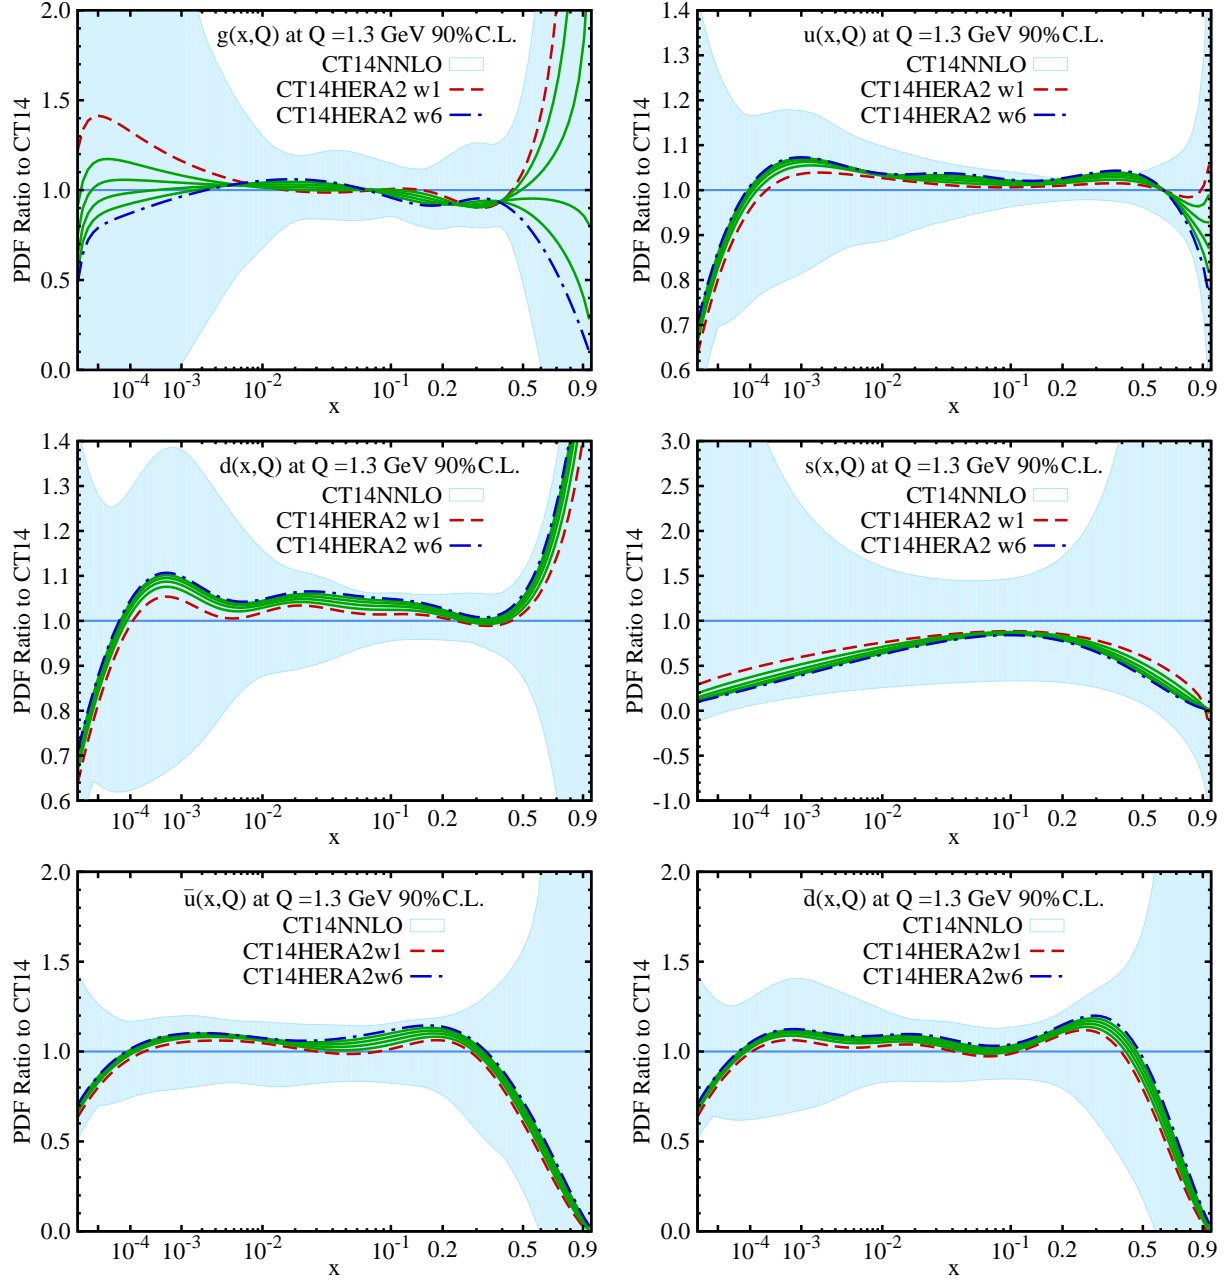 g(x,Q) at Q =1.3 GeV 90%C.L.
CT14NNLO
CT14HERA2 w1
CT14HERA2 w6
PDF Ratio to CT14
2.0
1.5
1.0
0.5
0.0
10-4 10-3 10-2 10-1 0.2 0.5 0.9
x
u(x,Q) at Q =1.3 GeV 90%C.L.
CT14NNLO
CT14HERA2 w1
CT14HERA2 w6
PDF Ratio to CT14
1.4
1.3
1.2
1.1
1.0
0.9
0.8
0.7
0.6
10-4 10-3 10-2 10-1 0.2 0.5 0.9
x
d(x,Q) at Q =1.3 GeV 90%C.L.
CT14NNLO
CT14HERA2 w1
CT14HERA2 w6
PDF Ratio to CT14
1.4
1.3
1.2
1.1
1.0
0.9
0.8
0.7
0.6
10-4 10-3 10-2 10-1 0.2 0.5 0.9
x
s(x,Q) at Q =1.3 GeV 90%C.L.
CT14NNLO
CT14HERA2 w1
CT14HERA2 w6
PDF Ratio to CT14
3.0
2.5
2.0
1.5
1.0
0.5
0.0
-0.5
-1.0
10-4 10-3 10-2 10-1 0.2 0.5 0.9
x
u̅(x,Q) at Q =1.3 GeV 90%C.L.
CT14NNLO
CT14HERA2w1
CT14HERA2w6
PDF Ratio to CT14
2.0
1.5
1.0
0.5
0.0
10-4 10-3 10-2 10-1 0.2 0.5 0.9
x
d̅(x,Q) at Q =1.3 GeV 90%C.L.
CT14NNLO
CT14HERA2w1
CT14HERA2w6
PDF Ratio to CT14
2.0
1.5
1.0
0.5
0.0
10-4 10-3 10-2 10-1 0.2 0.5 0.9
x